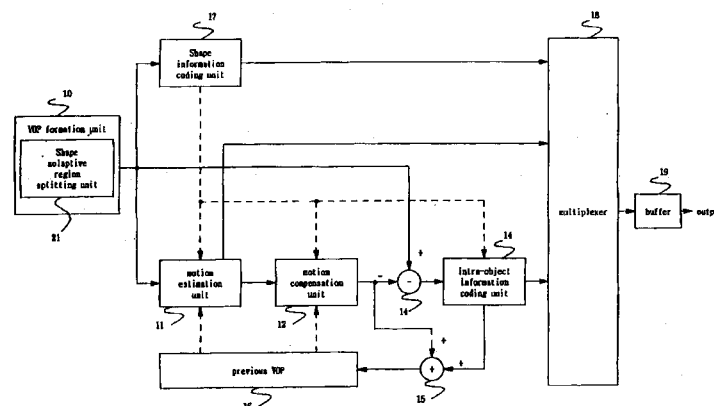 17
18
Shape
information
coding unit
10
VOP formation unit
Shape
adaptive
region
splitting unit
21
19
multiplexer
buffer
outp
+
14
motion
estimation
unit
motion
compensation
unit
-
-
Intra-object
Information
coding unit
11
12
14
+
+
previous VOP
+
15
16